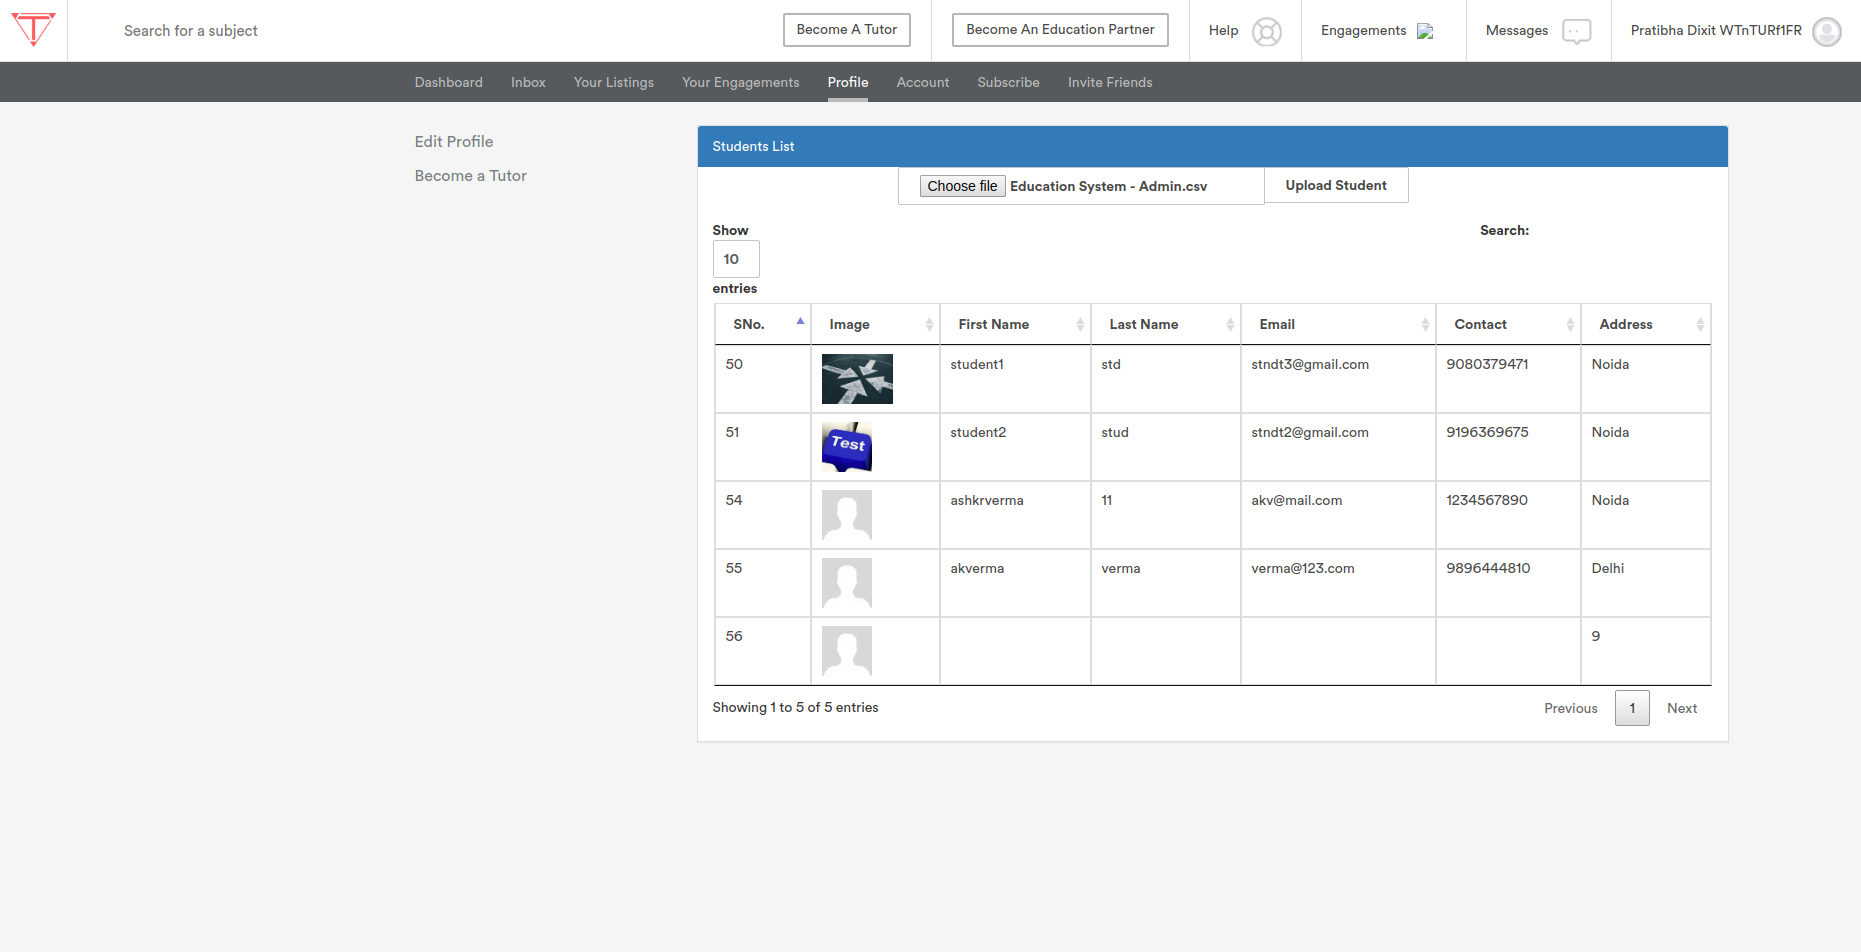 Search for a subject
Become A Tutor
Become An Education Partner
Help
Engagements
Messages
Pratibha Dixit WTnTURf1FR
Dashboard Inbox Your Listings Your Engagements Profile Account Subscribe Invite Friends
Edit Profile
Become a Tutor
Students List
Choose file Education System - Admin.csv Upload Student
Show Search:
10
entries
SNo. Image First Name Last Name Email Contact Address
50 student1 std stndt3@gmail.com 9080379471 Noida
51 Test student2 stud stndt2@gmail.com 9196369675 Noida
54 ashkrverma 11 akv@mail.com 1234567890 Noida
55 akverma verma verma@123.com 9896444810 Delhi
56 9
Showing 1 to 5 of 5 entries Previous 1 Next